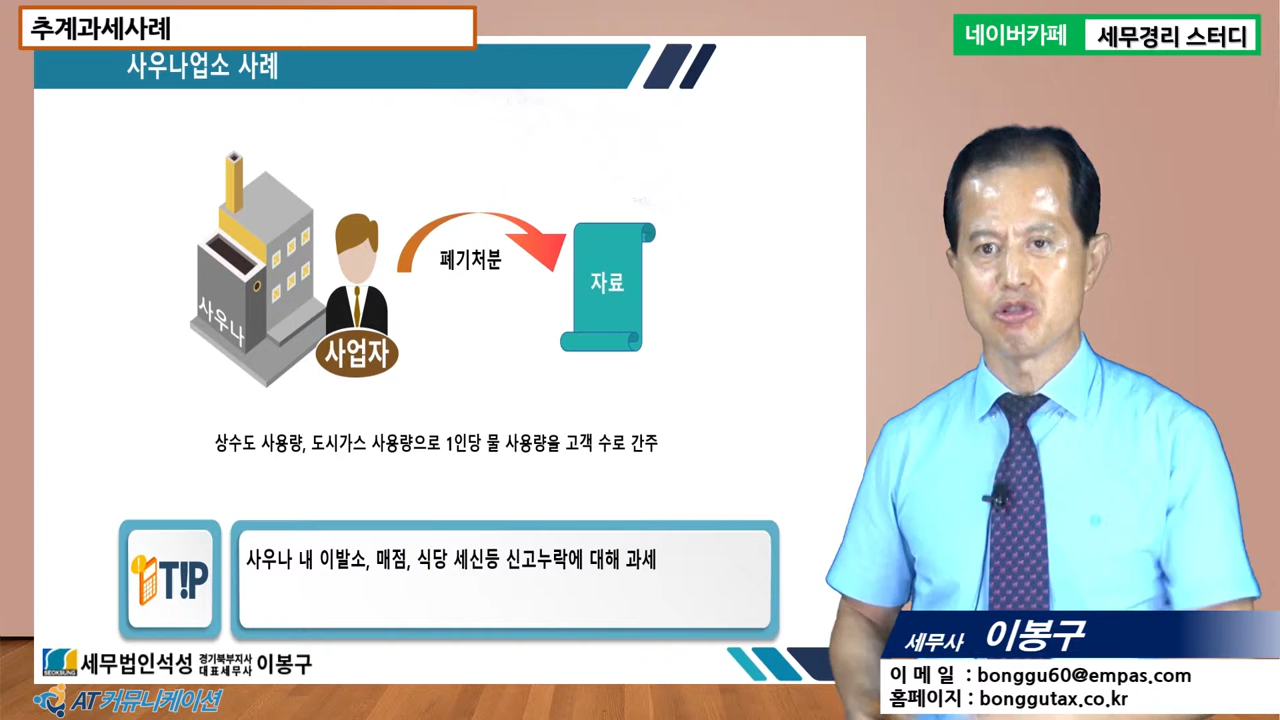 추계과세사례
네이버카페 세무경리 스터디
사우나업소 사례
폐기처분
자료
사우나
사업자
상수도 사용량, 도시가스 사용량으로 1인당 물 사용량을 고객 수로 간주
T!P
사우나 내 이발소, 매점, 식당 세신등 신고누락에 대해 과세
SEOKSUNG
세무법인석성 경기북부지사 대표세무사 이봉구
AT커뮤니케이션
세무사 이봉구
이 메 일 : bonggu60@empas.com
홈페이지 : bonggutax.co.kr